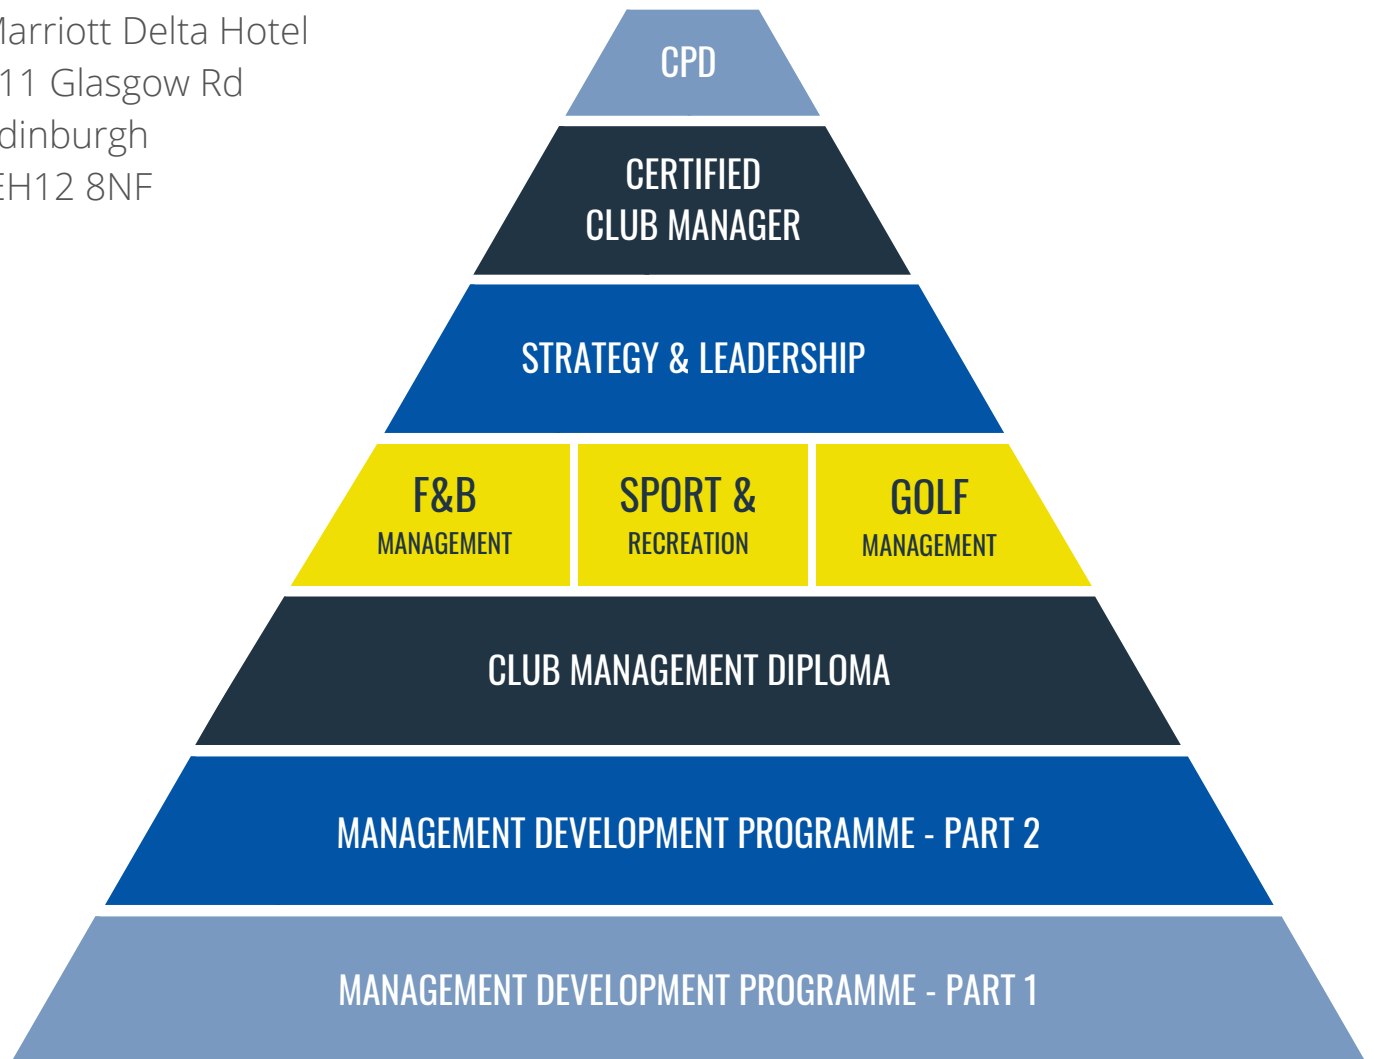 Marriott Delta Hotel
11 Glasgow Rd
dinburgh
EH12 8NF
CPD
CERTIFIED
CLUB MANAGER
STRATEGY & LEADERSHIP
F&B
MANAGEMENT
SPORT &
RECREATION
GOLF
MANAGEMENT
CLUB MANAGEMENT DIPLOMA
MANAGEMENT DEVELOPMENT PROGRAMME - PART 2
MANAGEMENT DEVELOPMENT PROGRAMME - PART 1